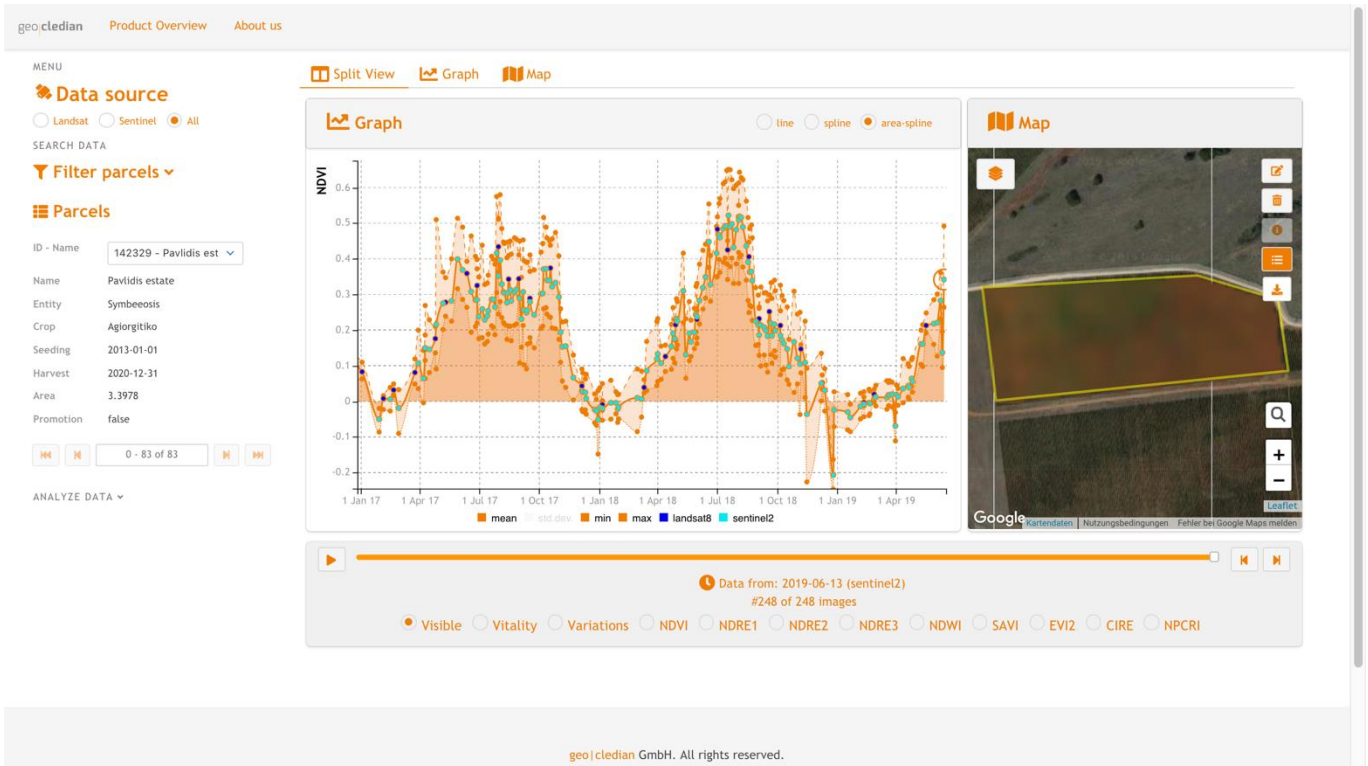 geo|cledian Product Overview About us
MENU
Data source
Landsat Sentinel All
SEARCH DATA
Filter parcels
Parcels
ID - Name 142329 - Pavlidis est
Name Pavlidis estate
Entity Symbeeosis
Crop Agiorgitiko
Seeding 2013-01-01
Harvest 2020-12-31
Area 3.3978
Promotion false
0 - 83 of 83
ANALYZE DATA
Split View Graph Map
Graph line spline area-spline
NDVI
0.6
0.5
0.4
0.3
0.2
0.1
0
-0.1
-0.2
1 Jan 17 1 Apr 17 1 Jul 17 1 Oct 17 1 Jan 18 1 Apr 18 1 Jul 18 1 Oct 18 1 Jan 19 1 Apr 19
mean std.dev. min max landsat8 sentinel2
Map
+
−
Leaflet
Google Kartendaten Nutzungsbedingungen Fehler bei Google Maps melden
Data from: 2019-06-13 (sentinel2)
#248 of 248 images
Visible Vitality Variations NDVI NDRE1 NDRE2 NDRE3 NDWI SAVI EVI2 CIRE NPCRI
geo|cledian GmbH. All rights reserved.